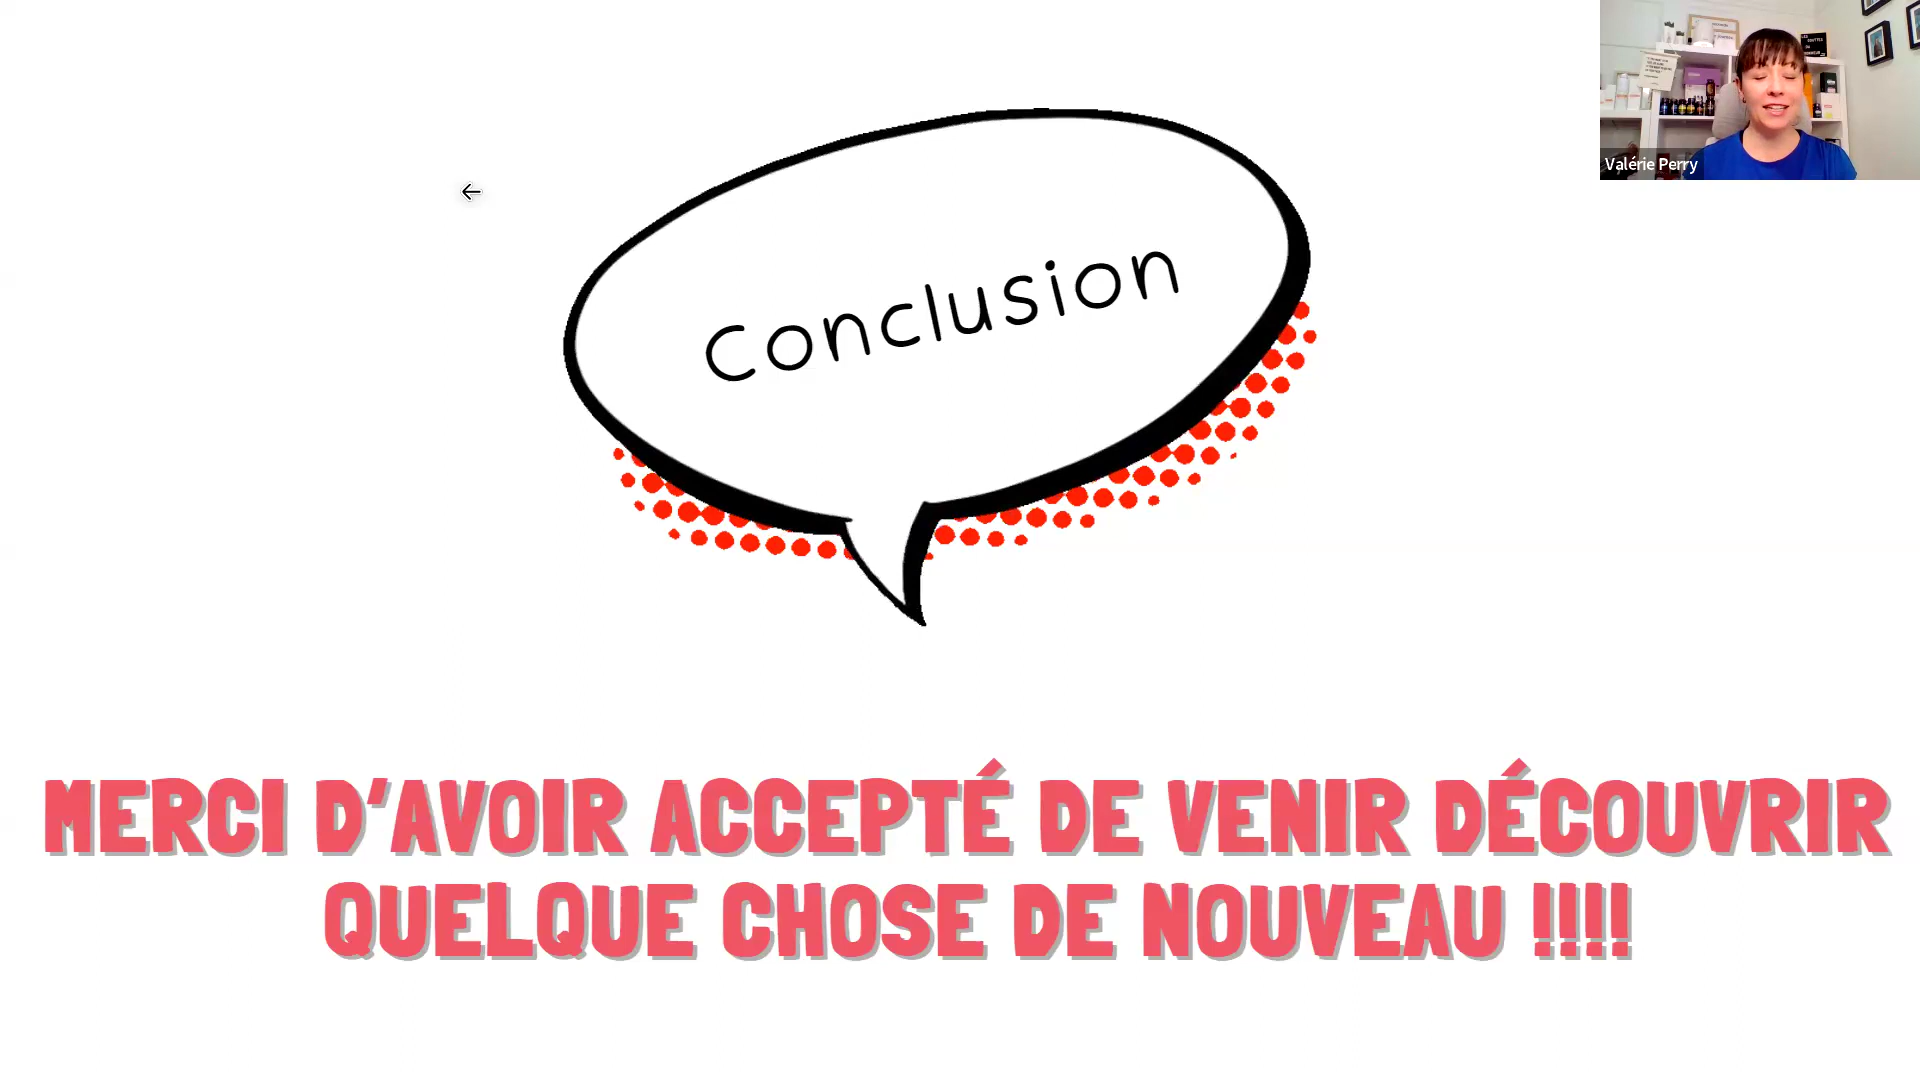 Conclusion
Valérie Perry
MERCI D'AVOIR ACCEPTÉ DE VENIR DÉCOUVRIR
QUELQUE CHOSE DE NOUVEAU !!!!